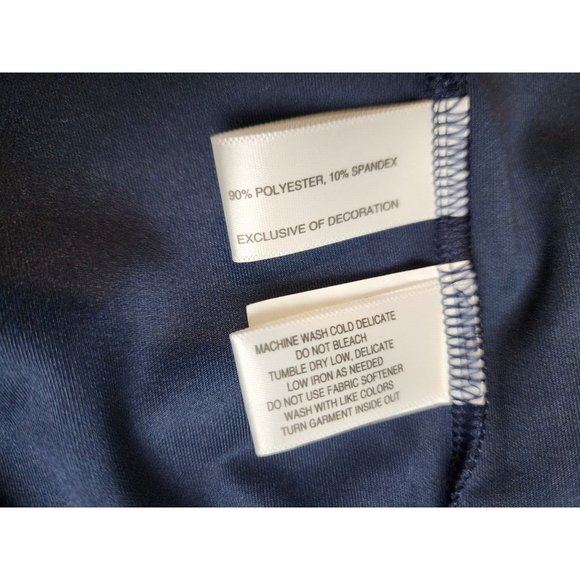 90% POLYESTER, 10% SPANDEX
EXCLUSIVE OF DECORATION
MACHINE WASH COLD DELICATE
DO NOT BLEACH
TUMBLE DRY LOW, DELICATE
LOW IRON AS NEEDED
DO NOT USE FABRIC SOFTENER
WASH WITH LIKE COLORS
TURN GARMENT INSIDE OUT